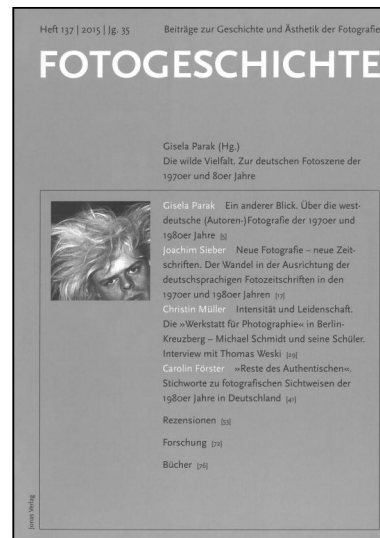 Heft 137 | 2015 | Jg. 35 Beiträge zur Geschichte und Ästhetik der Fotografie
FOTOGESCHICHTE
Gisela Parak (Hg.)
Die wilde Vielfalt. Zur deutschen Fotoszene der
1970er und 80er Jahre
Gisela Parak Ein anderer Blick. Über die west-
deutsche (Autoren-)Fotografie der 1970er und
1980er Jahre [5]
Joachim Sieber Neue Fotografie – neue Zeit-
schriften. Der Wandel in der Ausrichtung der
deutschsprachigen Fotozeitschriften in den
1970er und 1980er Jahren [17]
Christin Müller Intensität und Leidenschaft.
Die »Werkstatt für Photographie« in Berlin-
Kreuzberg – Michael Schmidt und seine Schüler.
Interview mit Thomas Weski [29]
Carolin Förster »Reste des Authentischen«.
Stichworte zu fotografischen Sichtweisen der
1980er Jahre in Deutschland [41]
Rezensionen [53]
Forschung [72]
Bücher [76]
Jonas Verlag